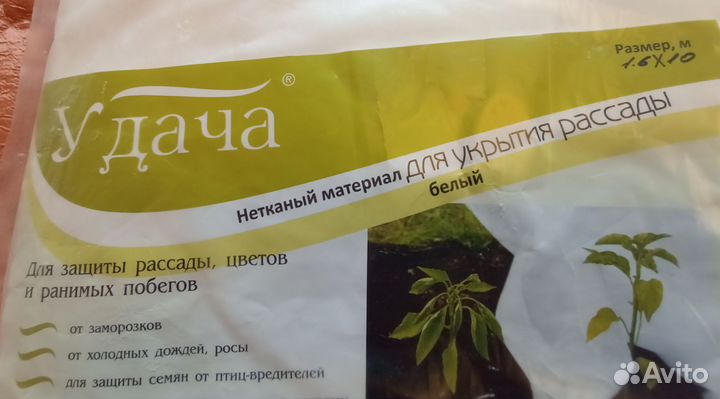 Размер, м
1.6X10
Удача®
Нетканый материал для укрытия рассады
белый
Для защиты рассады, цветов
и ранимых побегов
от заморозков
от холодных дождей, росы
для защиты семян от птиц-вредителей
Avito